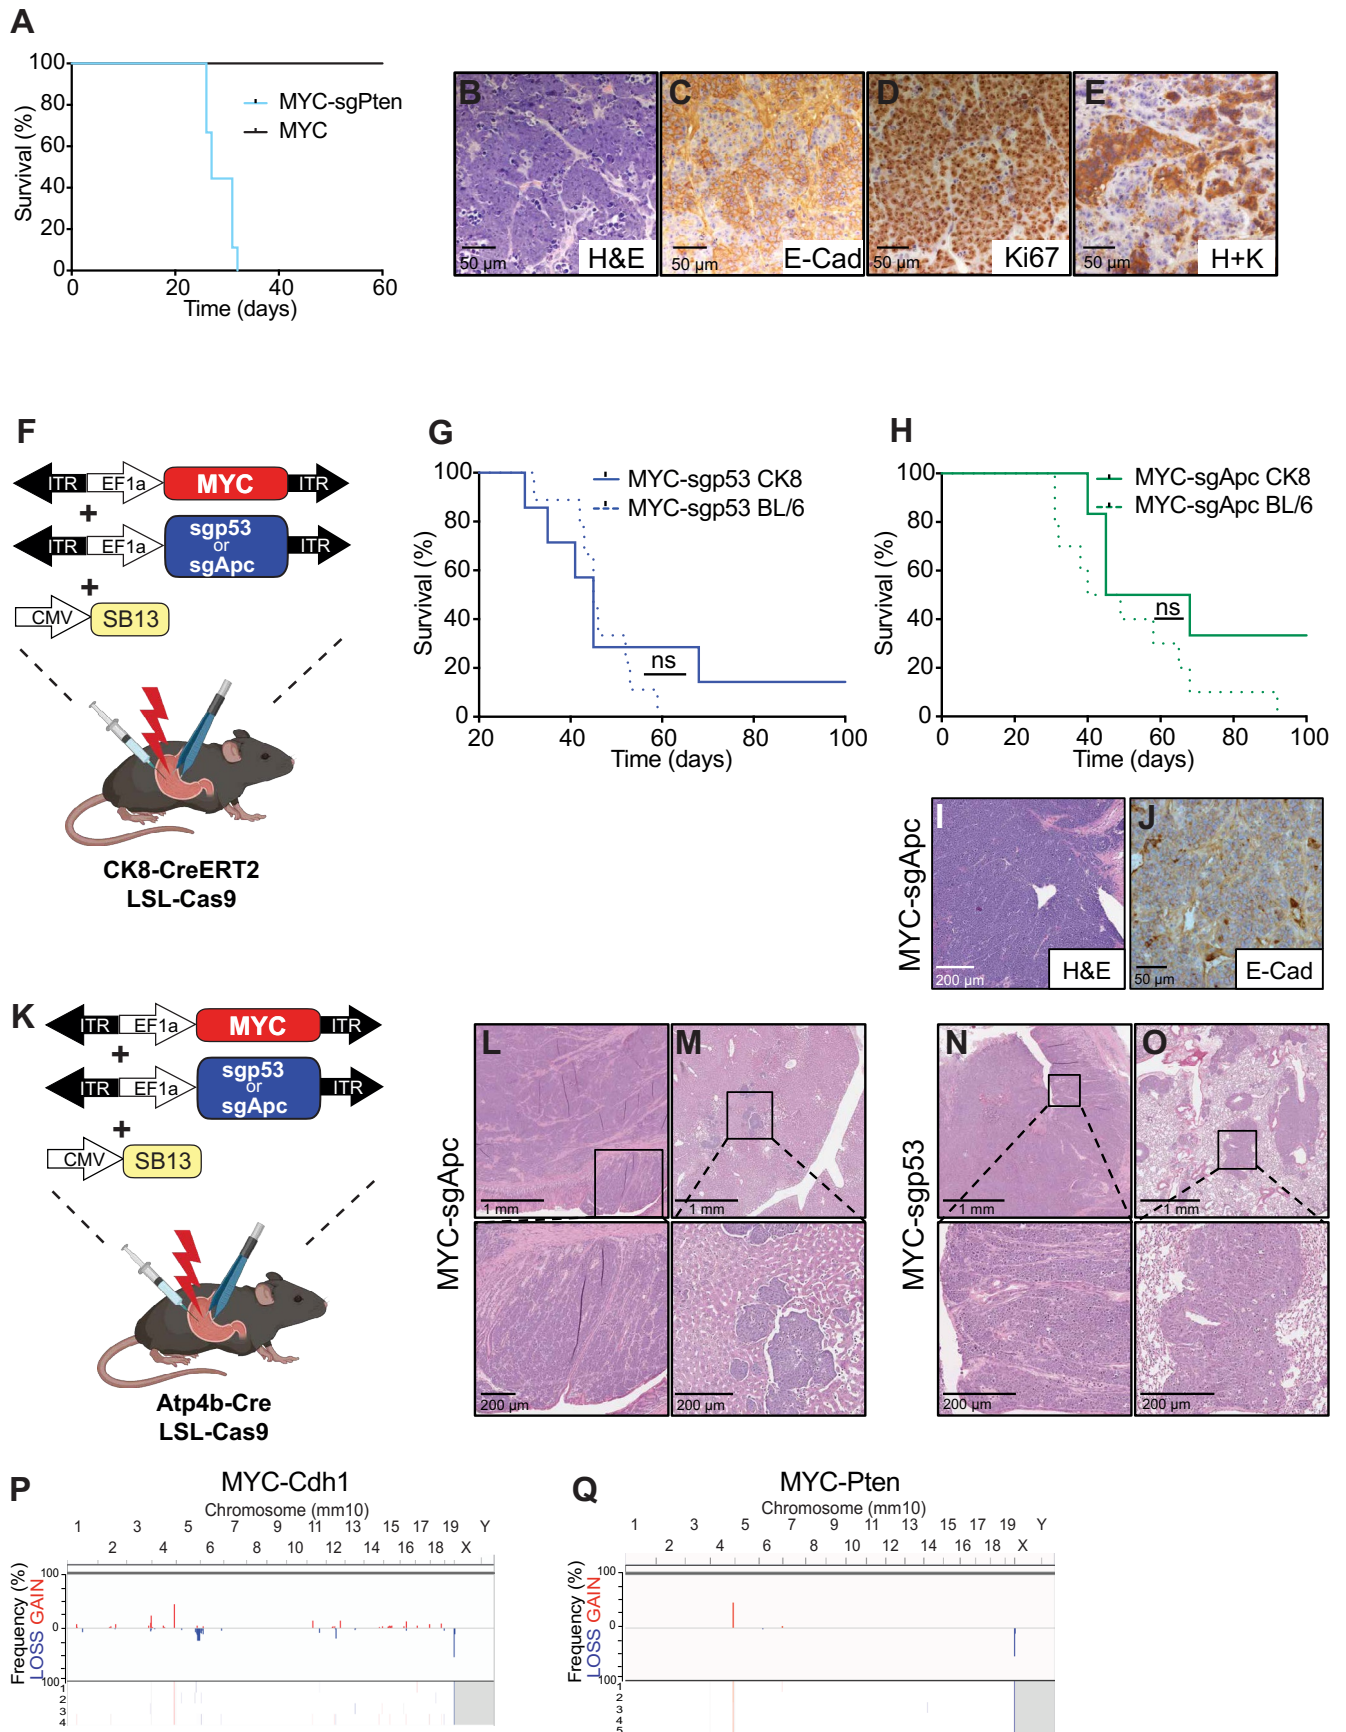 A
100
80
60
40
20
0
Survival (%)
0 20 40 60
Time (days)
MYC-sgPten
MYC
B
50 µm
H&E
C
50 µm
E-Cad
D
50 µm
Ki67
E
50 µm
H+K
F
ITR EF1a MYC ITR
+
ITR EF1a sgp53 or sgApc ITR
+
CMV SB13
CK8-CreERT2
LSL-Cas9
G
100
80
60
40
20
0
Survival (%)
20 40 60 80 100
Time (days)
MYC-sgp53 CK8
MYC-sgp53 BL/6
ns
H
100
80
60
40
20
0
Survival (%)
0 20 40 60 80 100
Time (days)
MYC-sgApc CK8
MYC-sgApc BL/6
ns
MYC-sgApc
I
200 µm
H&E
J
50 µm
E-Cad
K
ITR EF1a MYC ITR
+
ITR EF1a sgp53 or sgApc ITR
+
CMV SB13
Atp4b-Cre
LSL-Cas9
MYC-sgApc
L
1 mm
200 µm
M
1 mm
200 µm
MYC-sgp53
N
1 mm
200 µm
O
1 mm
200 µm
P
MYC-Cdh1
Chromosome (mm10)
1 3 5 7 9 11 13 15 17 19 Y
2 4 6 8 10 12 14 16 18 X
Frequency (%)
LOSS GAIN
100
0
100
1
2
3
4
Q
MYC-Pten
Chromosome (mm10)
1 3 5 7 9 11 13 15 17 19 Y
2 4 6 8 10 12 14 16 18 X
Frequency (%)
LOSS GAIN
100
0
100
1
2
3
4
5